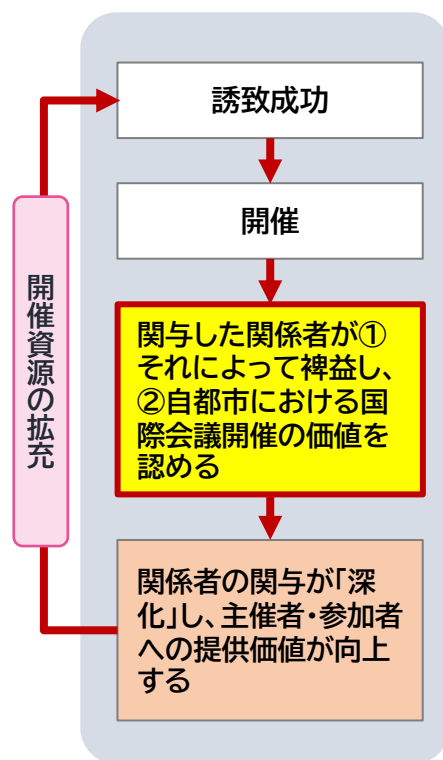 誘致成功
開催
関与した関係者が①
それによって裨益し、
②自都市における国
際会議開催の価値を
認める
関係者の関与が「深
化」し、主催者・参加者
への提供価値が向上
する
開催資源の拡充